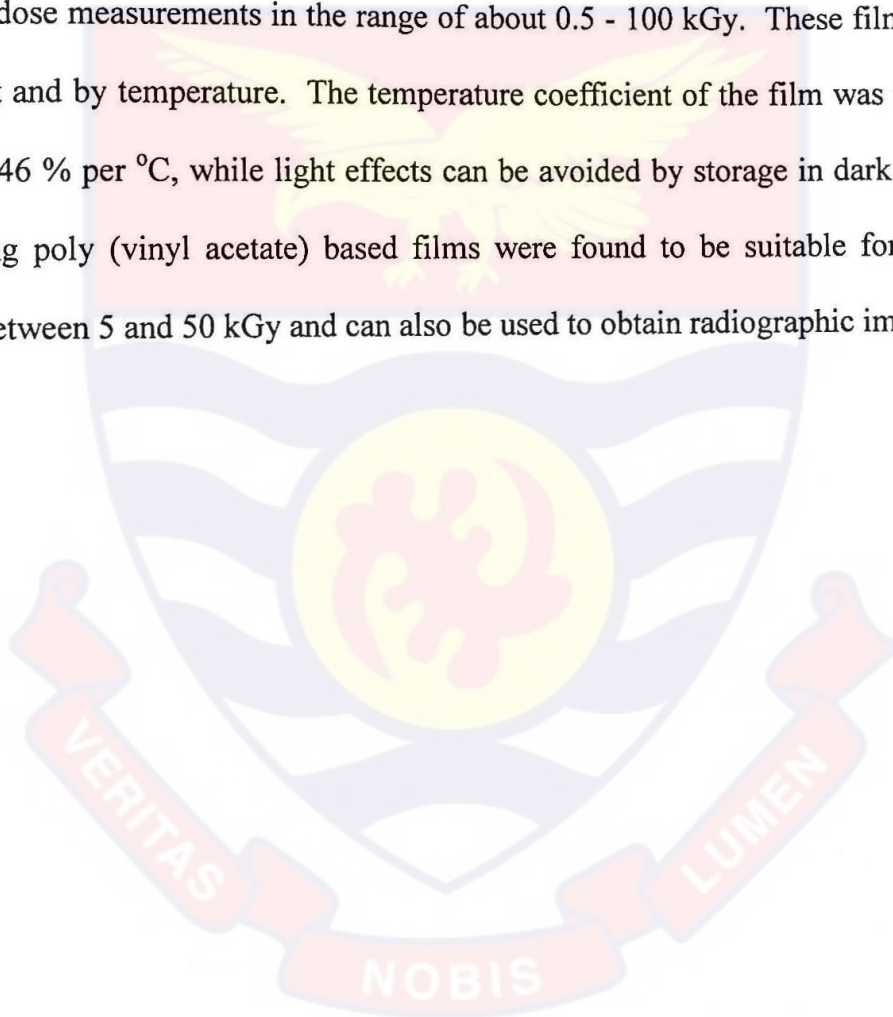 dose measurements in the range of about 0.5 - 100 kGy. These
and by temperature. The temperature coefficient of the film was
46 % per °C, while light effects can be avoided by storage in dark
poly (vinyl acetate) based films were found to be suitable for
between 5 and 50 kGy and can also be used to obtain radiographic
VERITAS
NOBIS
LUMEN